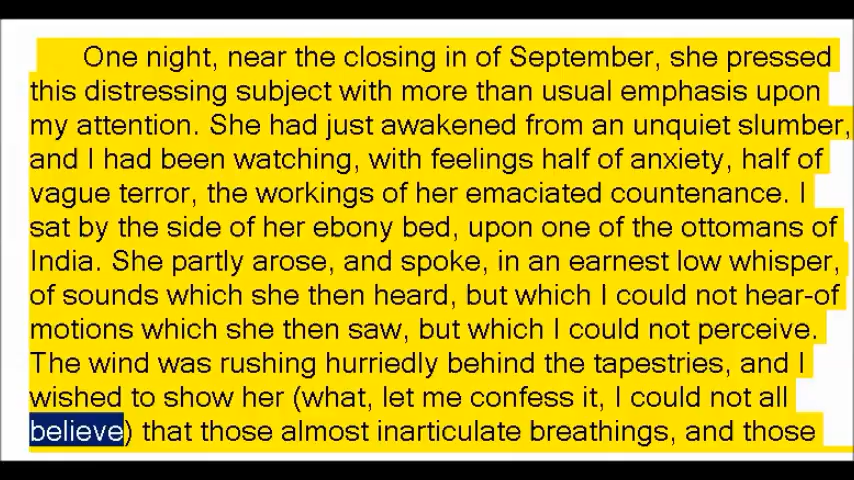 One night, near the closing in of September, she pressed
this distressing subject with more than usual emphasis upon
my attention. She had just awakened from an unquiet slumber,
and I had been watching, with feelings half of anxiety, half of
vague terror, the workings of her emaciated countenance. I
sat by the side of her ebony bed, upon one of the ottomans of
India. She partly arose, and spoke, in an earnest low whisper,
of sounds which she then heard, but which I could not hear-of
motions which she then saw, but which I could not perceive.
The wind was rushing hurriedly behind the tapestries, and I
wished to show her (what, let me confess it, I could not all
believe) that those almost inarticulate breathings, and those